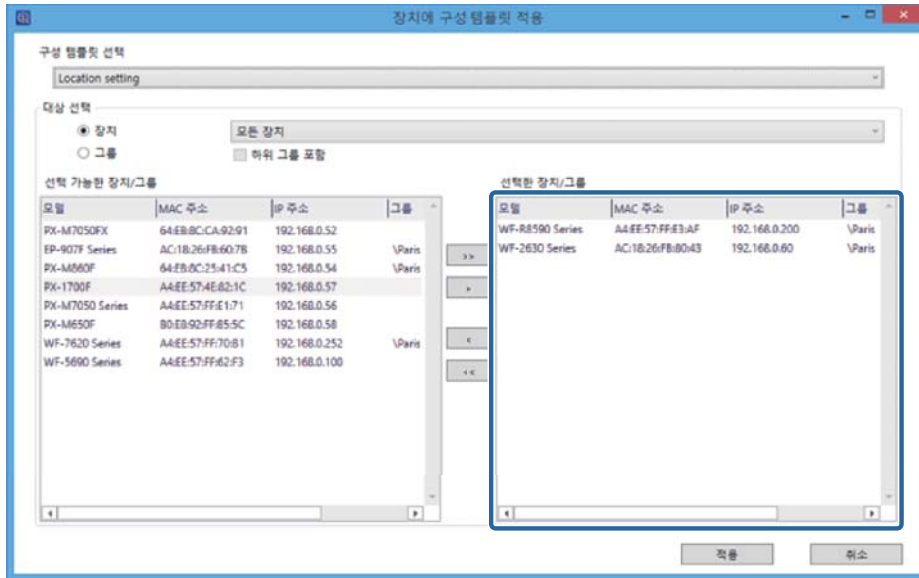 장치에 구성 템플릿 적용
구성 템플릿 선택
Location setting
대상 선택
장치 모든 장치
그룹 하위 그룹 포함
선택 가능한 장치/그룹
모델 MAC 주소 IP 주소 그룹
PX-M7050FX 64:EB:8C:CA:92:91 192.168.0.52
EP-907F Series AC:18:26:FB:60:7B 192.168.0.55 \Paris
PX-M860F 64:EB:8C:25:41:C5 192.168.0.54 \Paris
PX-1700F A4:EE:57:4E:82:1C 192.168.0.57
PX-M7050 Series A4:EE:57:FF:E1:71 192.168.0.56
PX-M650F B0:E8:92:FF:85:5C 192.168.0.58
WF-7620 Series A4:EE:57:FF:70:81 192.168.0.252 \Paris
WF-5690 Series A4:EE:57:FF:62:F3 192.168.0.100
>>
>
<
<<
선택한 장치/그룹
모델 MAC 주소 IP 주소 그룹
WF-R8590 Series A4:EE:57:FF:E3:AF 192.168.0.200 \Paris
WF-2630 Series AC:18:26:FB:80:43 192.168.0.60 \Paris
적용 취소